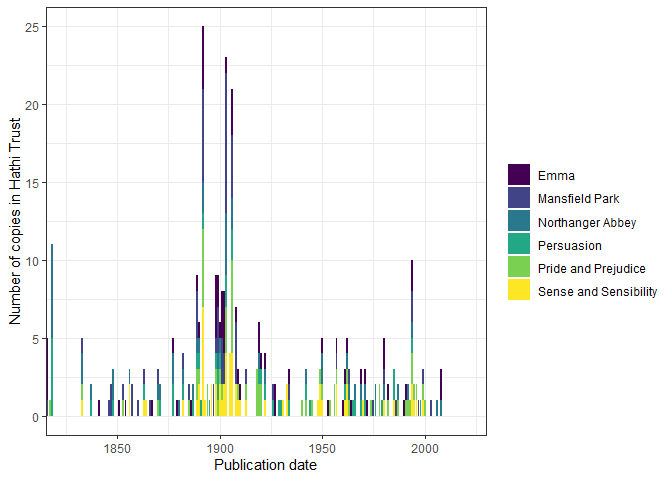 25
20
15
10
5
0
Number of copies in Hathi Trust
1850
1900
1950
2000
Publication date
Emma
Mansfield Park
Northanger Abbey
Persuasion
Pride and Prejudice
Sense and Sensibility